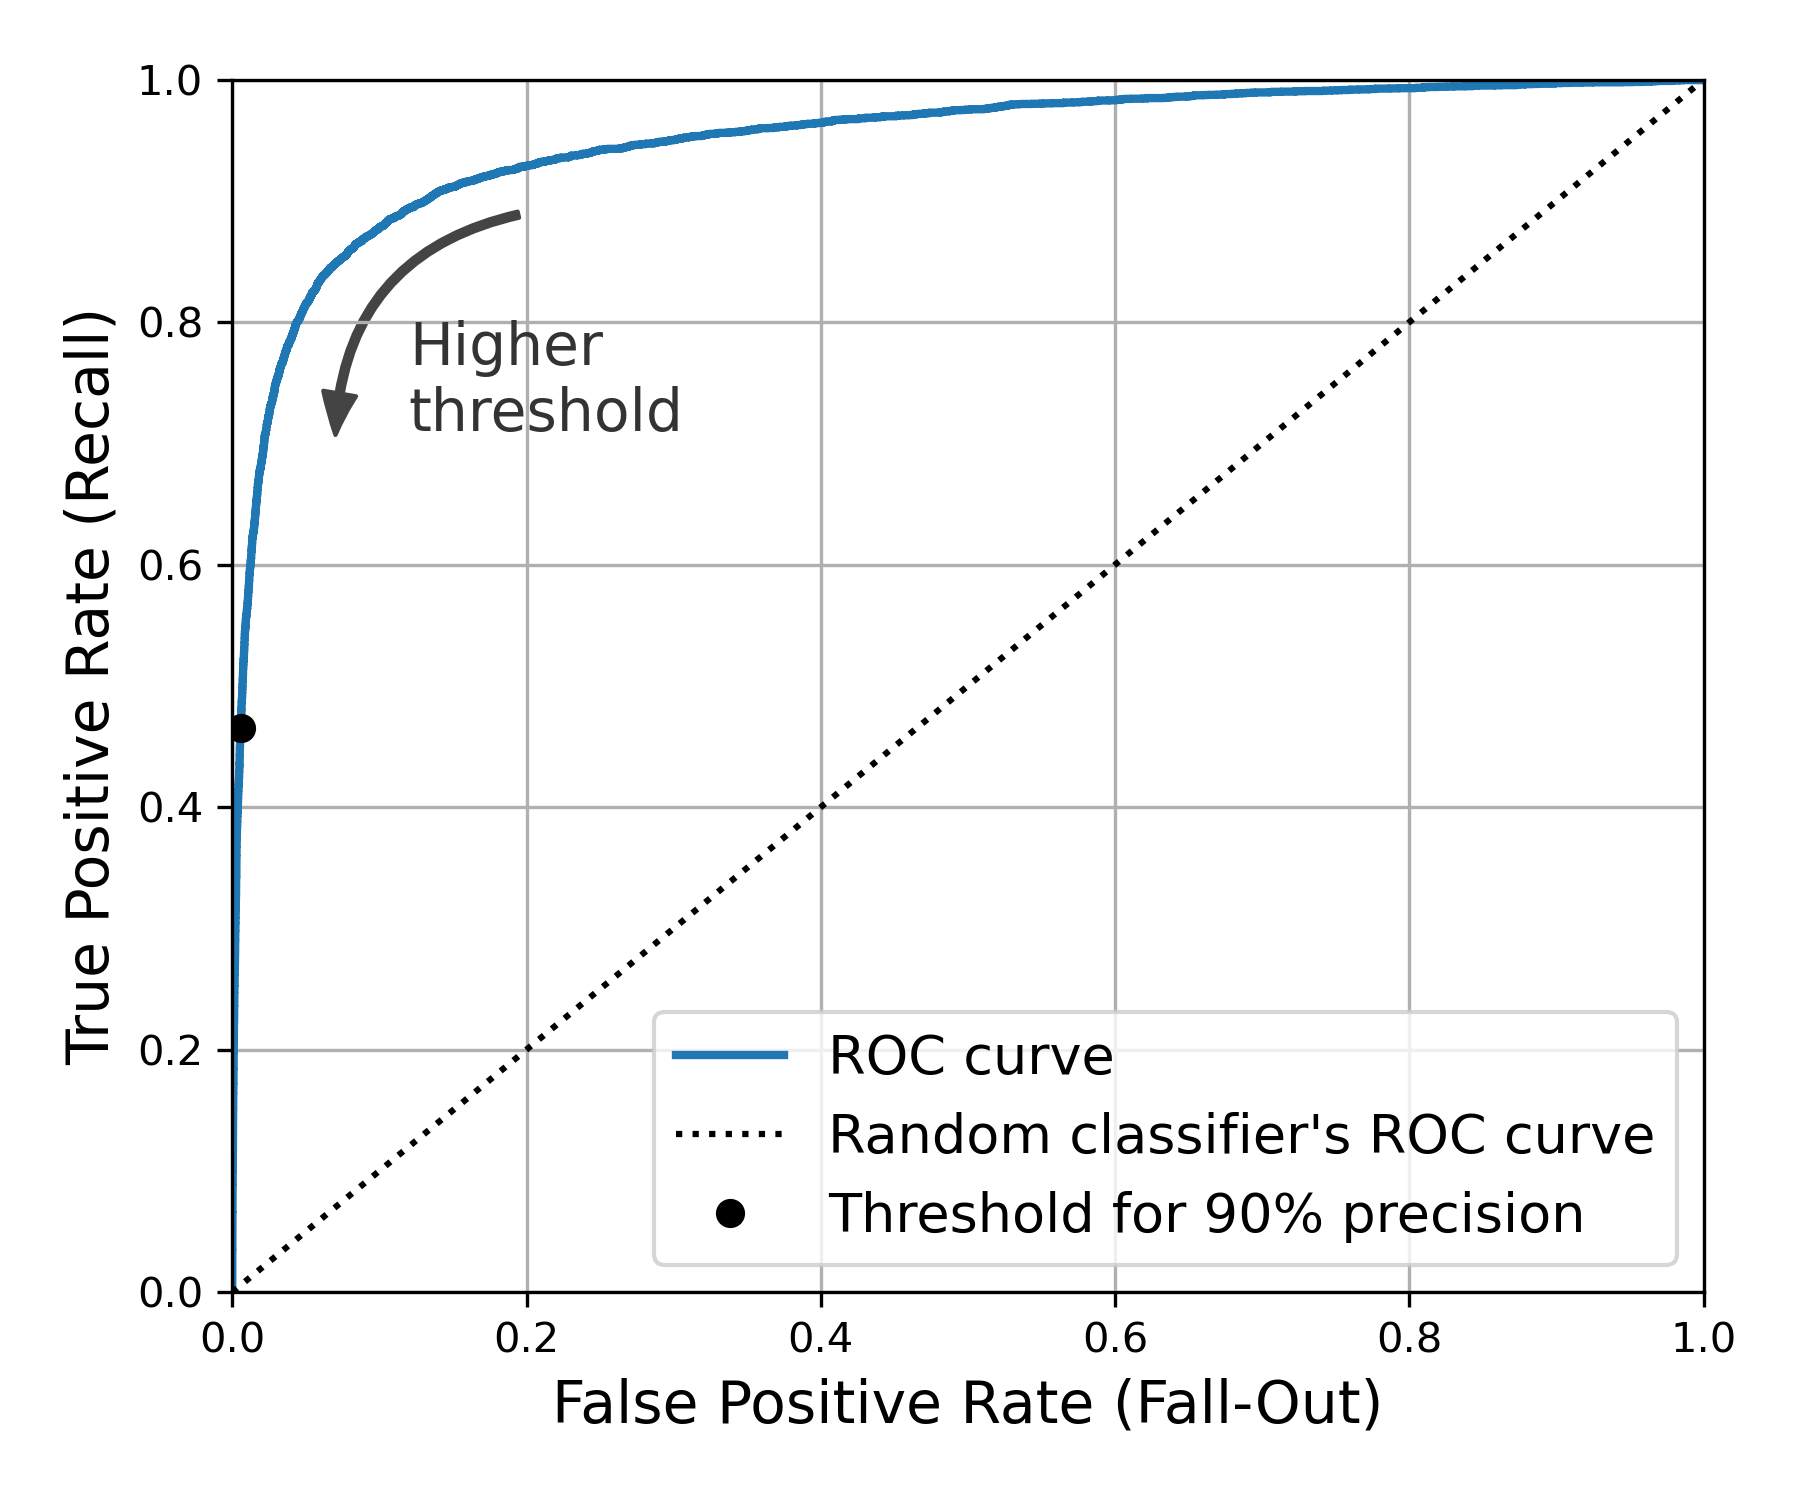 1.0
0.8
0.6
0.4
0.2
0.0
True Positive Rate (Recall)
Higher
threshold
ROC curve
Random classifier's ROC curve
Threshold for 90% precision
0.0 0.2 0.4 0.6 0.8 1.0
False Positive Rate (Fall-Out)